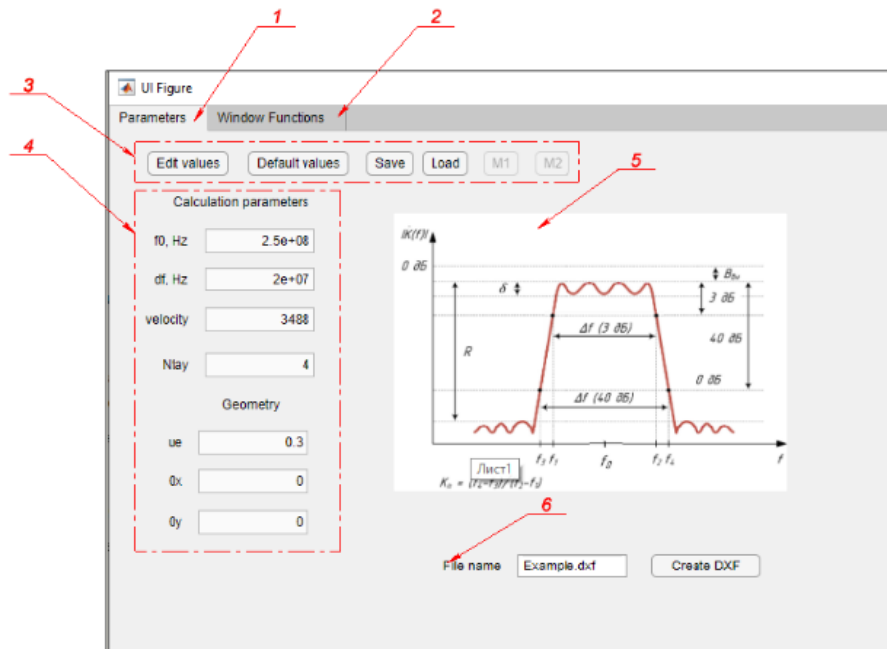 1
2
UI Figure
3
Parameters Window Functions
4
Edit values Default values Save Load M1 M2
5
Calculation parameters
f0, Hz 2.5e+08
df, Hz 2e+07
velocity 3488
Nlay 4
Geometry
ue 0.3
0x 0
0y 0
|K(f)|
0 дБ
δ
R
Δf (3 дБ)
Δf (40 дБ)
Bвн
3 дБ
40 дБ
0 дБ
f3 f1 f0 f2 f4 f
Лист1
6
File name Example.dxf Create DXF